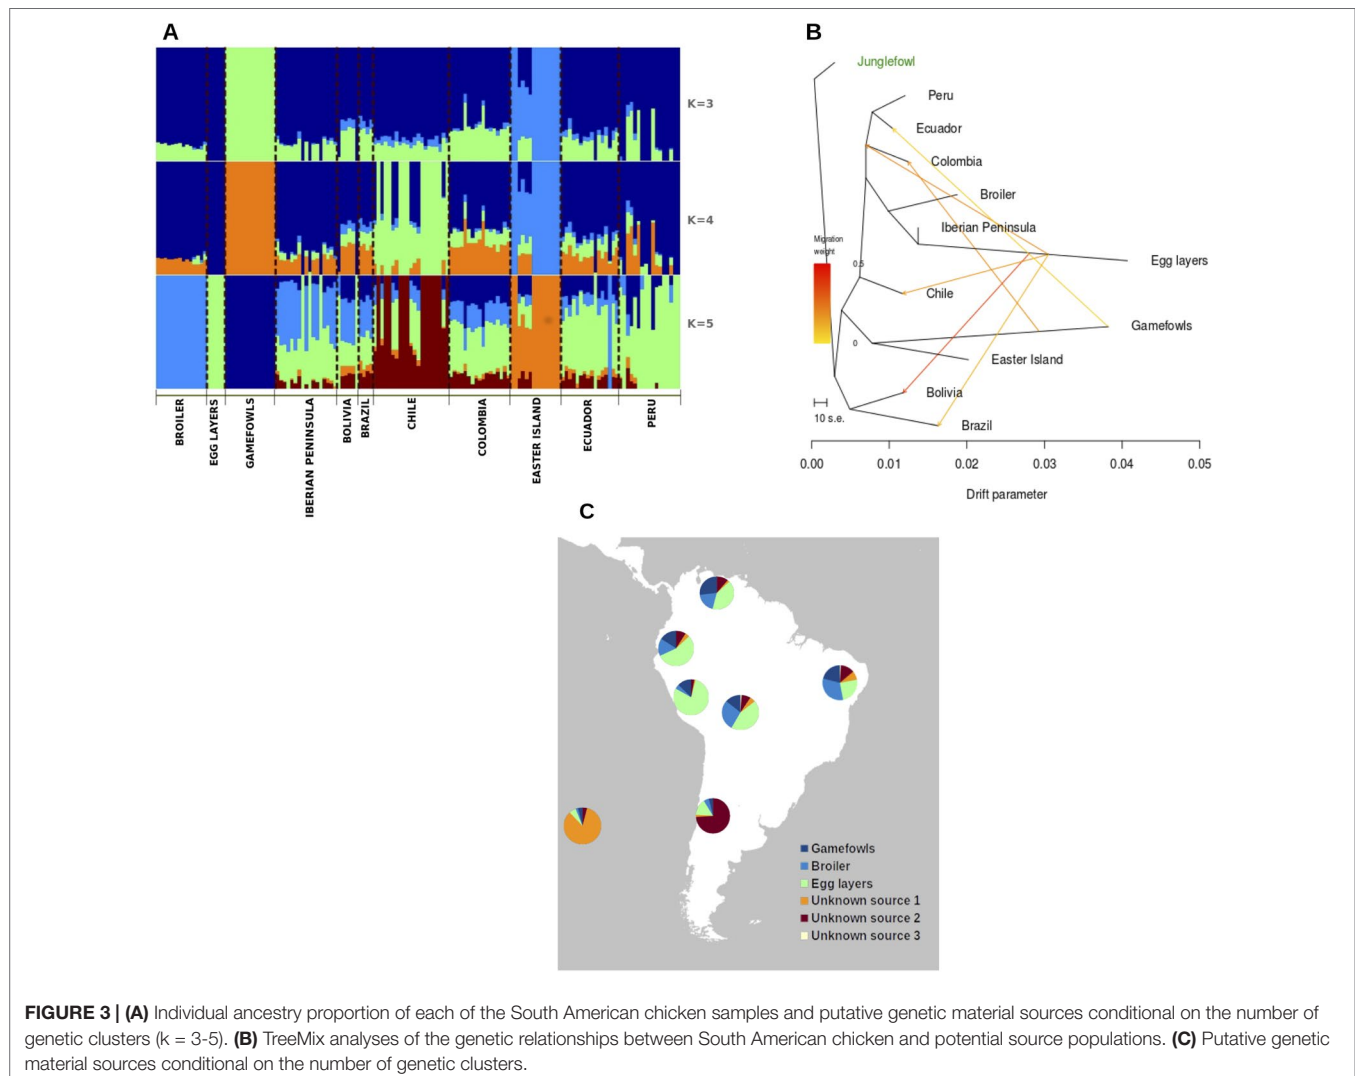 A
K=3
K=4
K=5
BROILER
EGG LAYERS
GAMEFOWLS
IBERIAN PENINSULA
BOLIVIA
BRAZIL
CHILE
COLOMBIA
EASTER ISLAND
ECUADOR
PERU
B
Junglefowl
Peru
Ecuador
Colombia
Broiler
Iberian Peninsula
Egg layers
Chile
Gamefowls
Easter Island
Bolivia
Brazil
Migration
weight
0.5
0
10 s.e.
0.00 0.01 0.02 0.03 0.04 0.05
Drift parameter
C
Gamefowls
Broiler
Egg layers
Unknown source 1
Unknown source 2
Unknown source 3
FIGURE 3 | (A) Individual ancestry proportion of each of the South American chicken samples and putative genetic material sources conditional on the number of
genetic clusters (k = 3-5). (B) TreeMix analyses of the genetic relationships between South American chicken and potential source populations. (C) Putative genetic
material sources conditional on the number of genetic clusters.